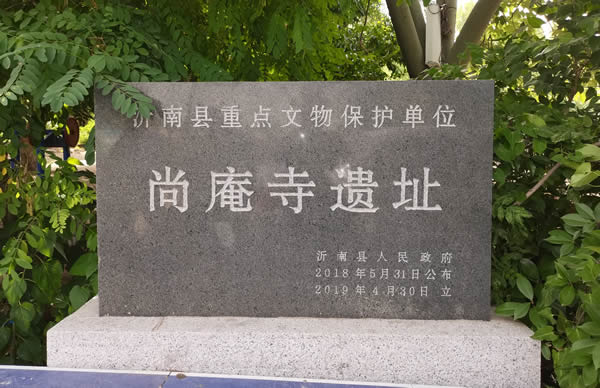 沂南县重点文物保护单位
尚庵寺遗址
沂南县人民政府
2018年5月31日公布
2019年4月30日立